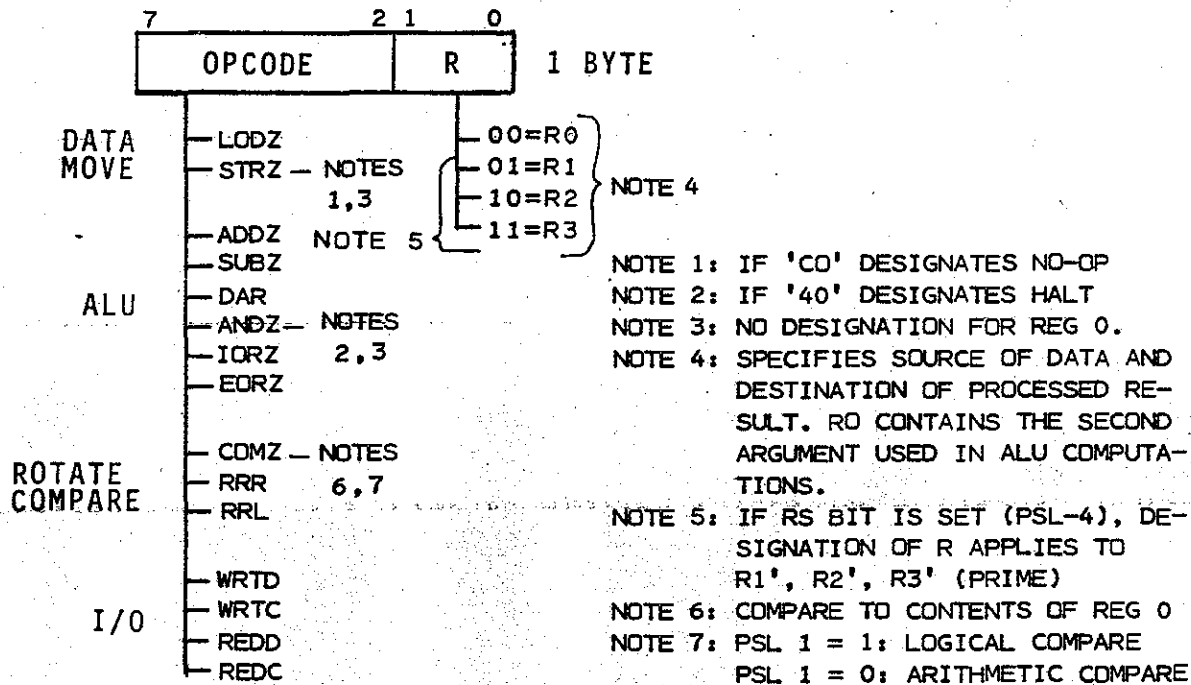 7 2 1 0
OPCODE R 1 BYTE
DATA MOVE
LODZ
STRZ — NOTES 1,3
00=R0
01=R1
10=R2
11=R3
NOTE 4
NOTE 5
ALU
ADDZ
SUBZ
DAR
ANDZ — NOTES 2,3
IORZ
EORZ
ROTATE COMPARE
COMZ — NOTES 6,7
RRR
RRL
I/O
WRTD
WRTC
REDD
REDC
NOTE 1: IF 'C0' DESIGNATES NO-OP
NOTE 2: IF '40' DESIGNATES HALT
NOTE 3: NO DESIGNATION FOR REG 0.
NOTE 4: SPECIFIES SOURCE OF DATA AND
DESTINATION OF PROCESSED RE-
SULT. R0 CONTAINS THE SECOND
ARGUMENT USED IN ALU COMPUTA-
TIONS.
NOTE 5: IF RS BIT IS SET (PSL-4), DE-
SIGNATION OF R APPLIES TO
R1', R2', R3' (PRIME)
NOTE 6: COMPARE TO CONTENTS OF REG 0
NOTE 7: PSL 1 = 1: LOGICAL COMPARE
PSL 1 = 0: ARITHMETIC COMPARE